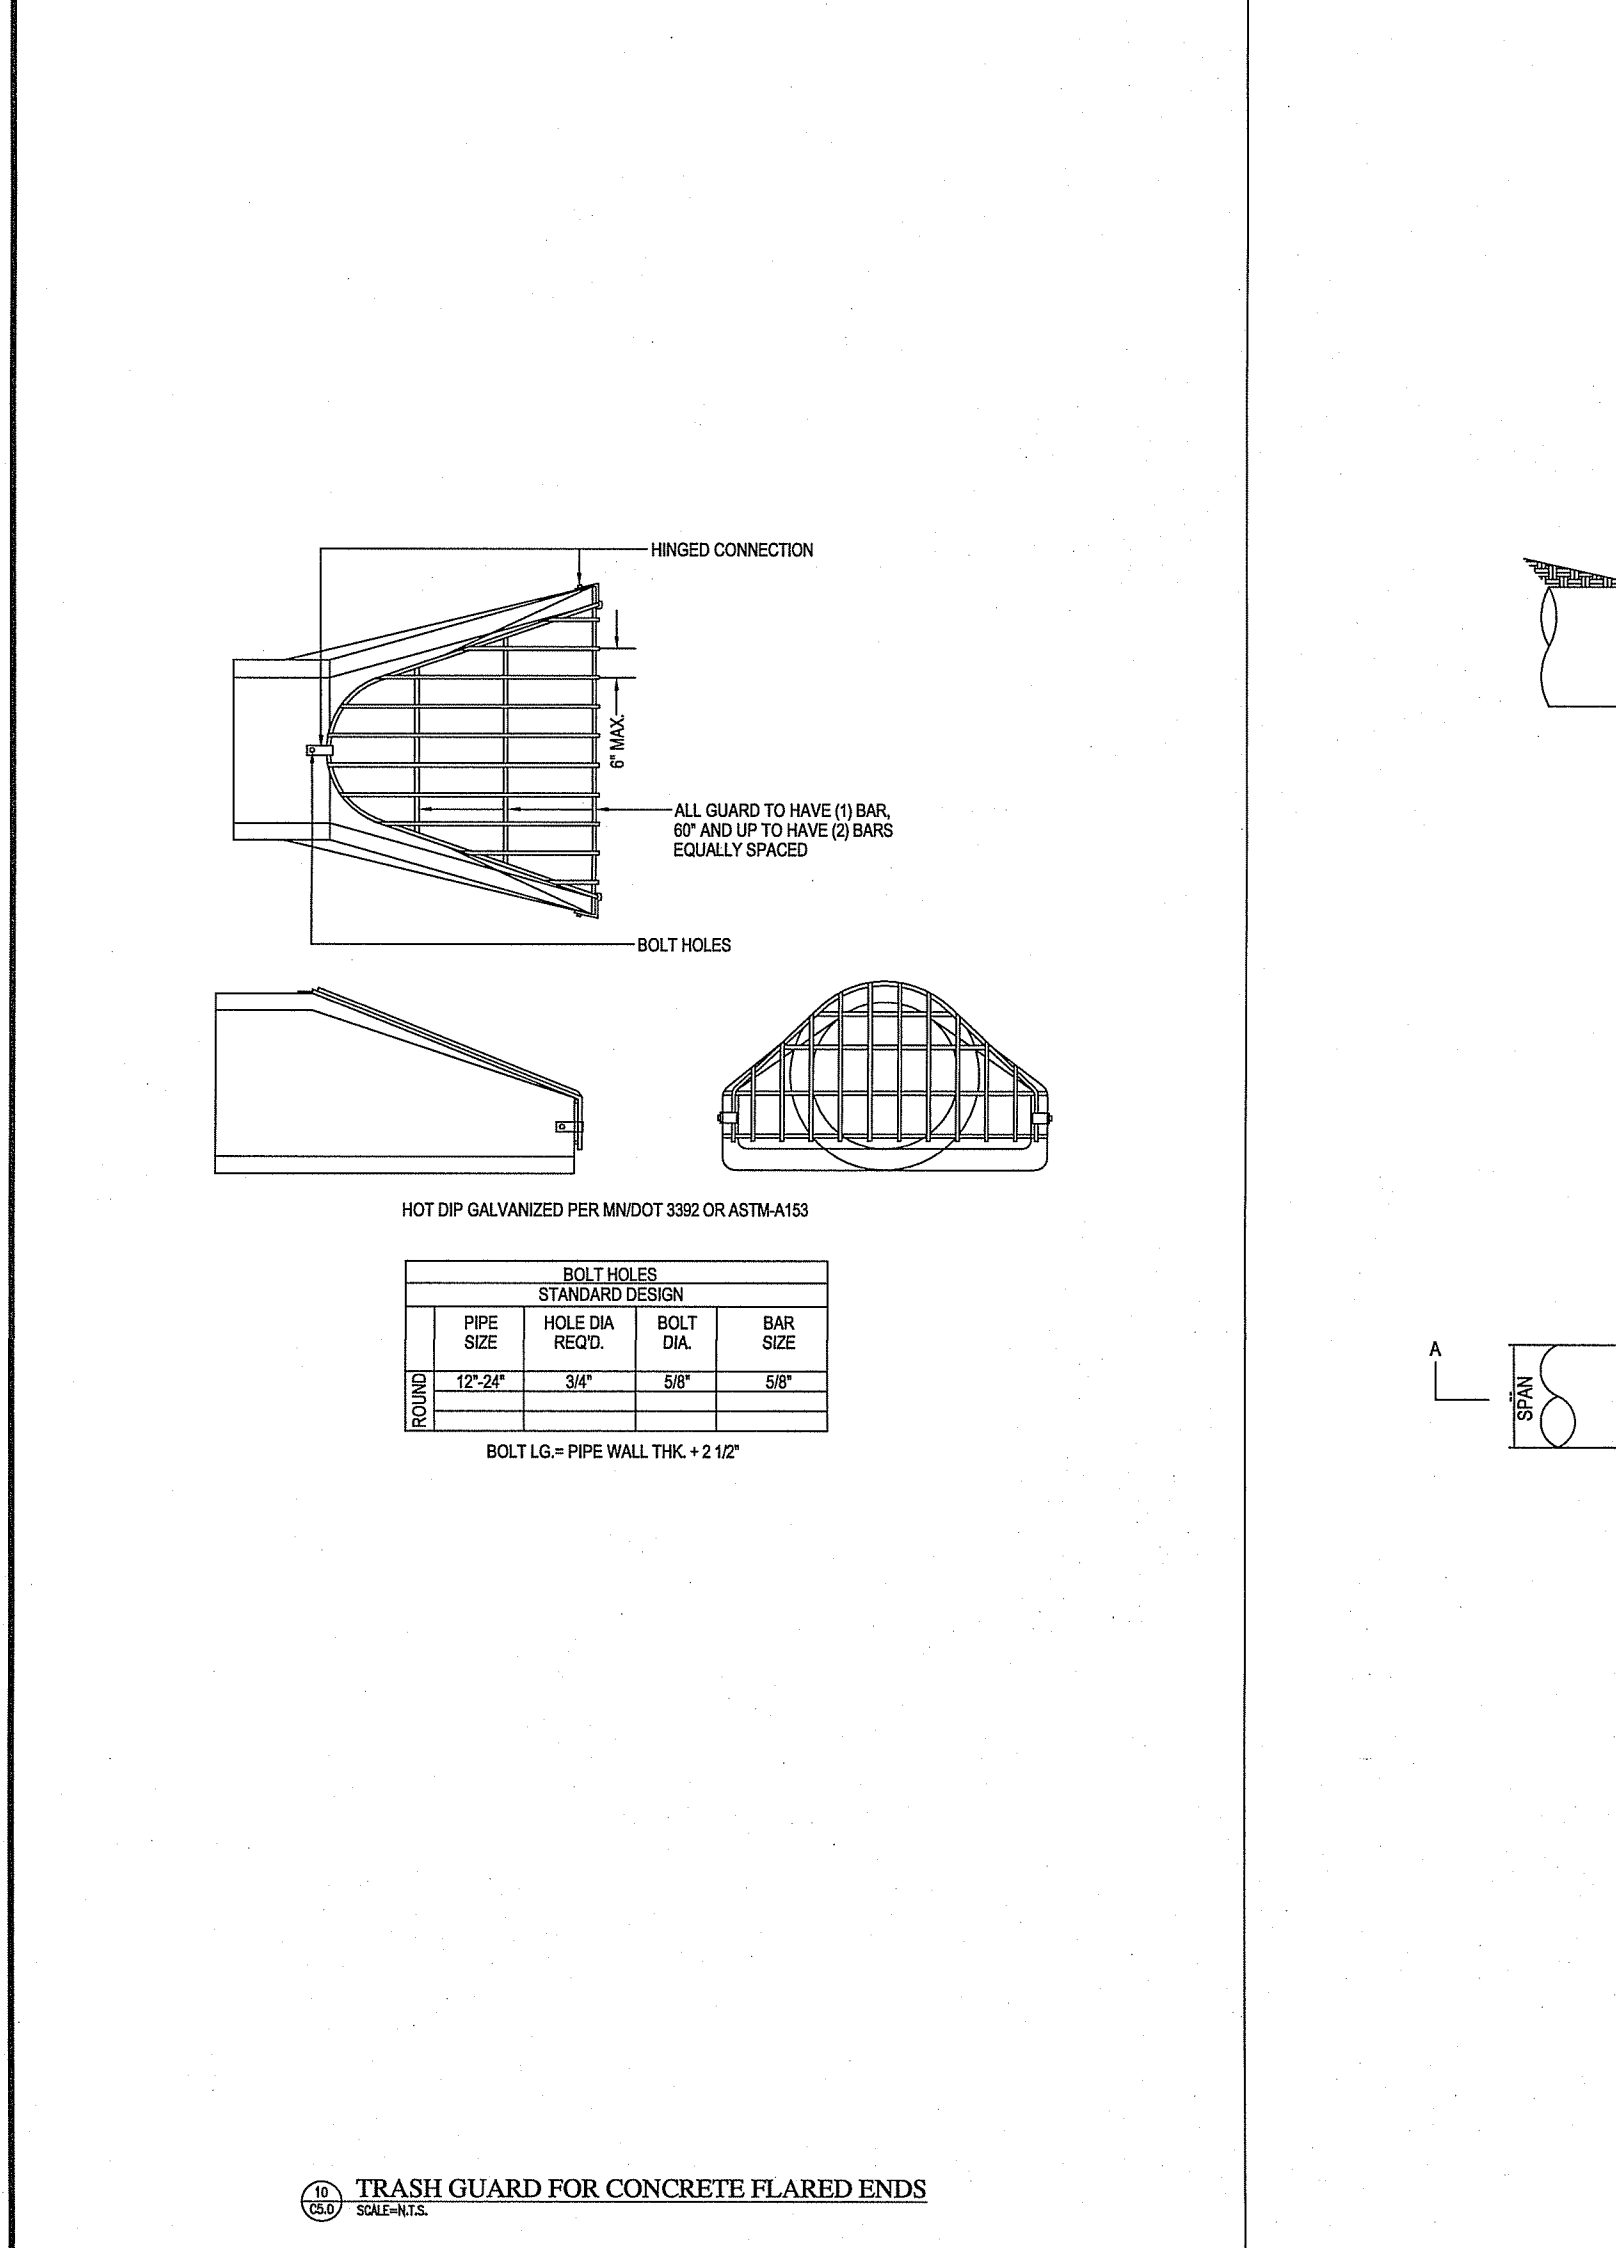 HINGED CONNECTION
6" MAX.
ALL GUARD TO HAVE (1) BAR,
60" AND UP TO HAVE (2) BARS
EQUALLY SPACED
BOLT HOLES
HOT DIP GALVANIZED PER MN/DOT 3392 OR ASTM-A153
BOLT HOLES
STANDARD DESIGN
PIPE SIZE HOLE DIA REQ'D. BOLT DIA. BAR SIZE
ROUND 12"-24" 3/4" 5/8" 5/8"
BOLT LG.= PIPE WALL THK. + 2 1/2"
A
SPAN
10
C5.0
TRASH GUARD FOR CONCRETE FLARED ENDS
SCALE=N.T.S.